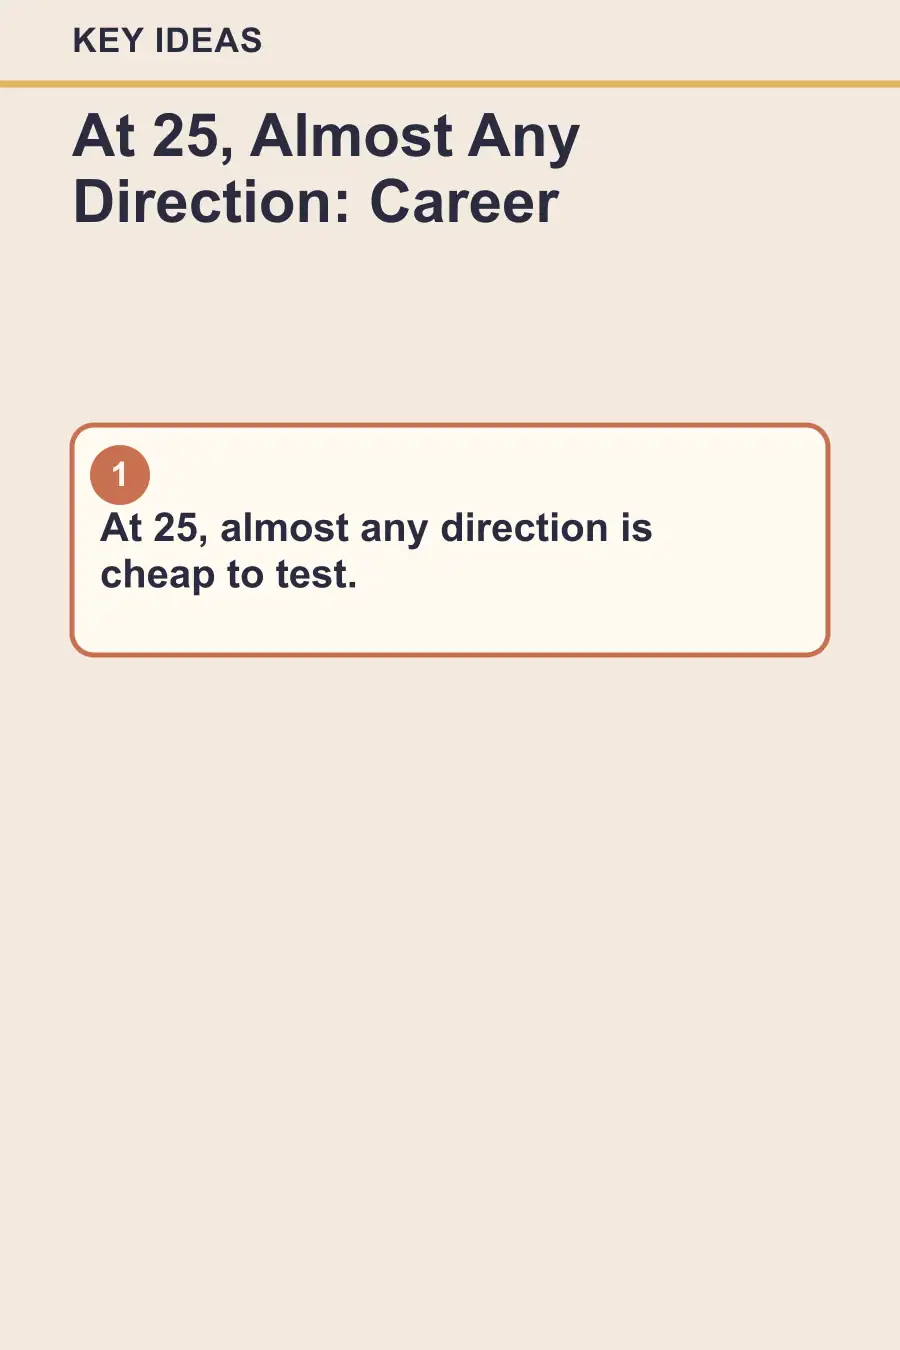 KEY IDEAS
At 25, Almost Any
Direction: Career
1
At 25, almost any direction is
cheap to test.